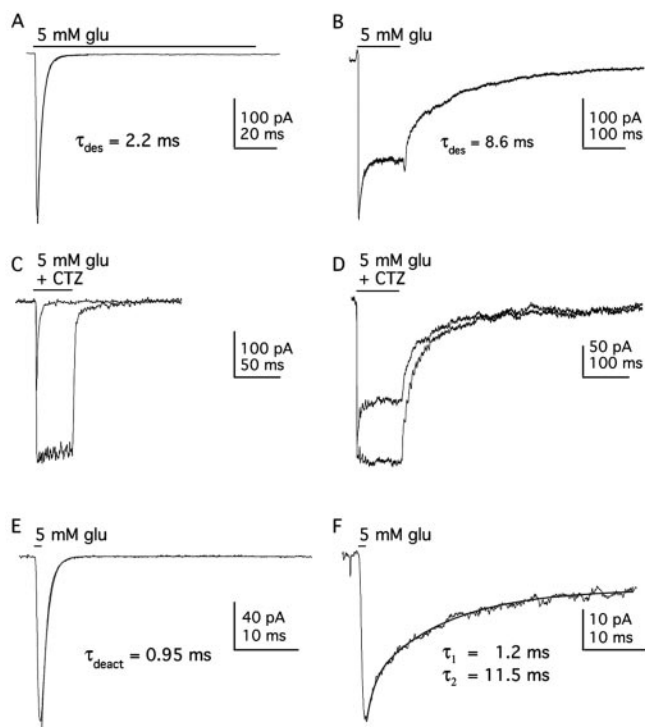 A
5 mM glu
100 pA
20 ms
τdes = 2.2 ms
B
5 mM glu
100 pA
100 ms
τdes = 8.6 ms
C
5 mM glu
+ CTZ
100 pA
50 ms
D
5 mM glu
+ CTZ
50 pA
100 ms
E
5 mM glu
40 pA
10 ms
τdeact = 0.95 ms
F
5 mM glu
10 pA
10 ms
τ1 = 1.2 ms
τ2 = 11.5 ms